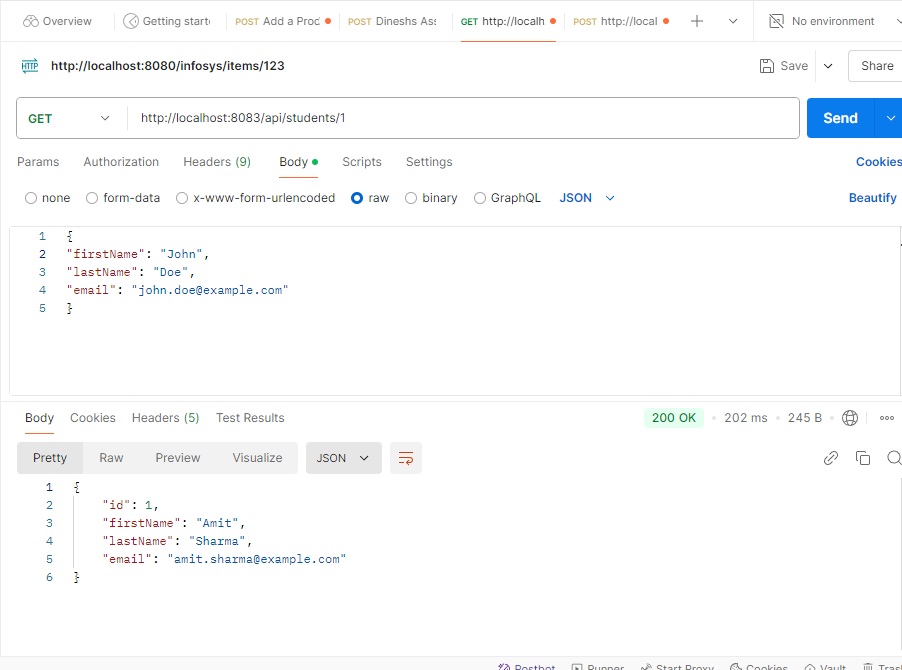 Overview Getting starte POST Add a Prod POST Dineshs Ass GET http://localh POST http://local No environment
HTTP http://localhost:8080/infosys/items/123 Save Share
GET http://localhost:8083/api/students/1 Send
Params Authorization Headers (9) Body Scripts Settings Cookies
none form-data x-www-form-urlencoded raw binary GraphQL JSON Beautify
1 {
2 "firstName": "John",
3 "lastName": "Doe",
4 "email": "john.doe@example.com"
5 }
Body Cookies Headers (5) Test Results 200 OK 202 ms 245 B
Pretty Raw Preview Visualize JSON
1 {
2 "id": 1,
3 "firstName": "Amit",
4 "lastName": "Sharma",
5 "email": "amit.sharma@example.com"
6 }
Postbot Runner Start Proxy Cookies Vault Trash